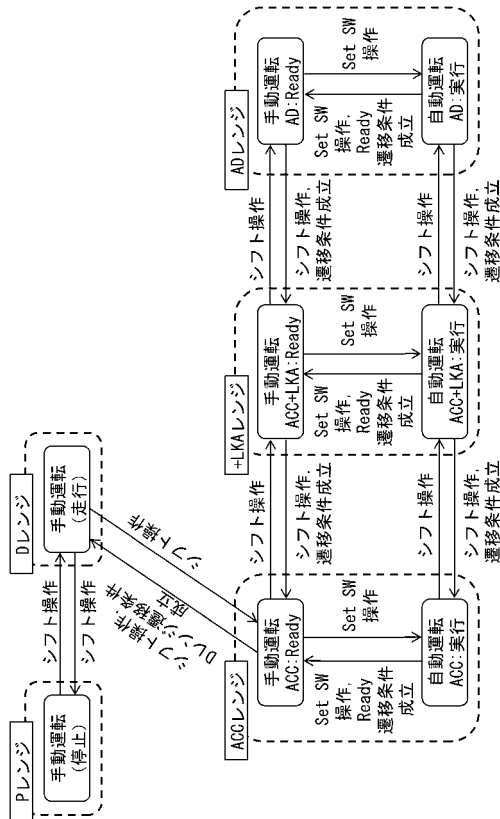 Pレンジ
手動運転
(停止)
シフト操作
シフト操作
Dレンジ
手動運転
(走行)
シフト操作,
Dレンジ遷移条件
成立
シフト操作
ACCレンジ
手動運転
ACC:Ready
Set SW
操作, Ready
遷移条件
成立
Set SW
操作
自動運転
ACC:実行
シフト操作
シフト操作,
遷移条件成立
シフト操作
シフト操作,
遷移条件成立
+LKAレンジ
手動運転
ACC+LKA:Ready
Set SW
操作, Ready
遷移条件
成立
Set SW
操作
自動運転
ACC+LKA:実行
シフト操作
シフト操作,
遷移条件成立
シフト操作
シフト操作,
遷移条件成立
ADレンジ
手動運転
AD:Ready
Set SW
操作, Ready
遷移条件
成立
Set SW
操作
自動運転
AD:実行